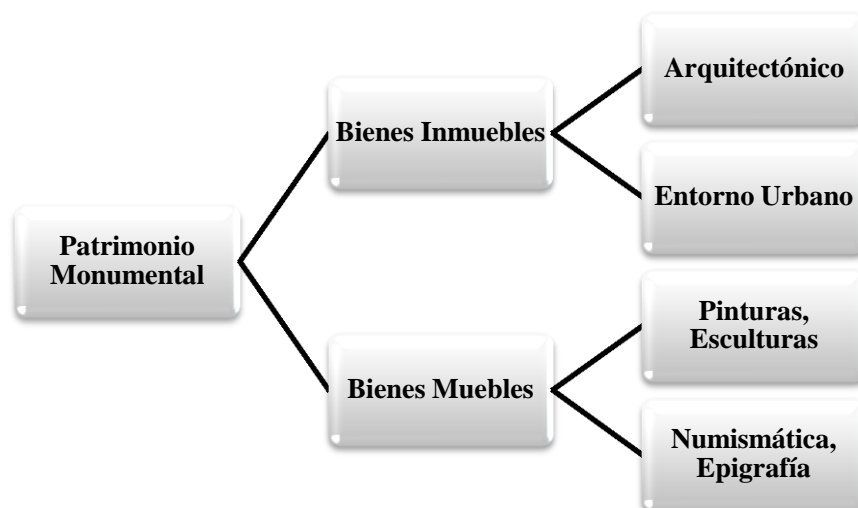 Patrimonio
Monumental
Bienes Inmuebles
Arquitectónico
Entorno Urbano
Bienes Muebles
Pinturas,
Esculturas
Numismática,
Epigrafía